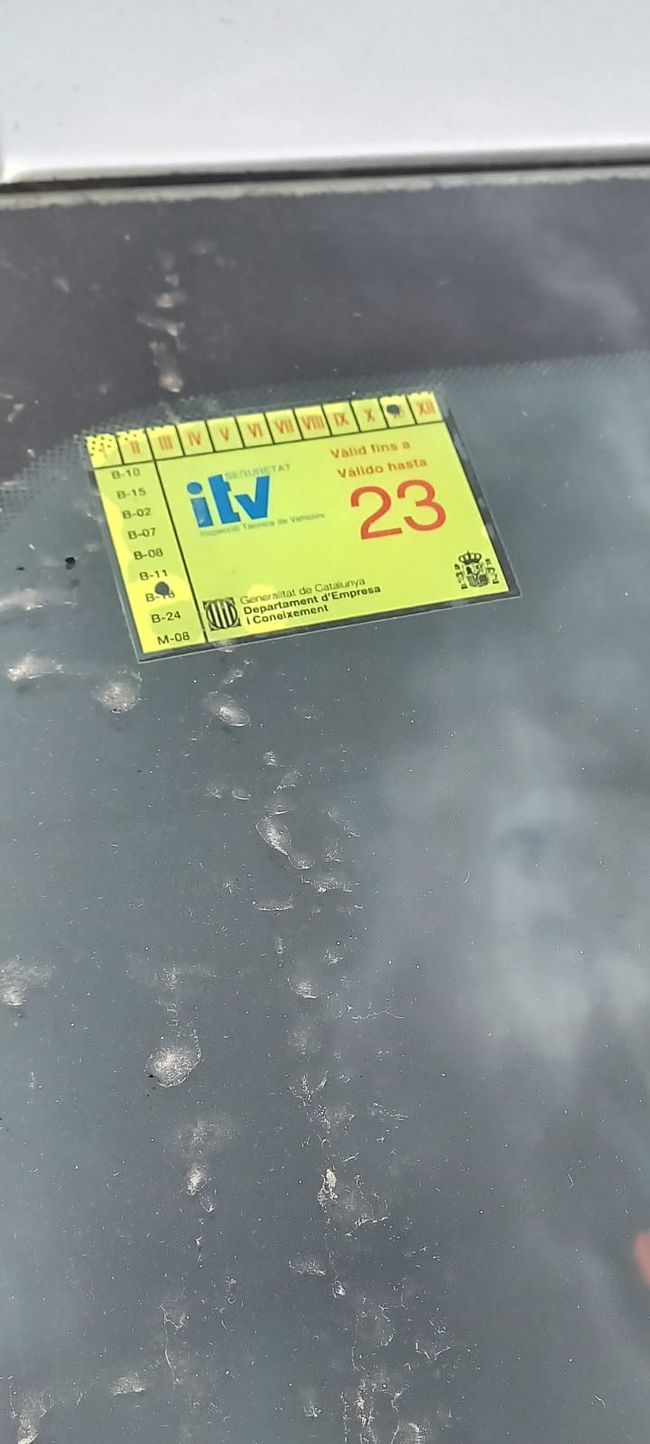 I II III IV V VI VII VIII IX X XII
B-10
B-15
B-02
B-07
B-08
B-11
B-24
M-08
SEGURETAT
itv
Inspecció Tècnica de Vehicles
Vàlid fins a
Válido hasta
23
Generalitat de Catalunya
Departament d'Empresa
i Coneixement